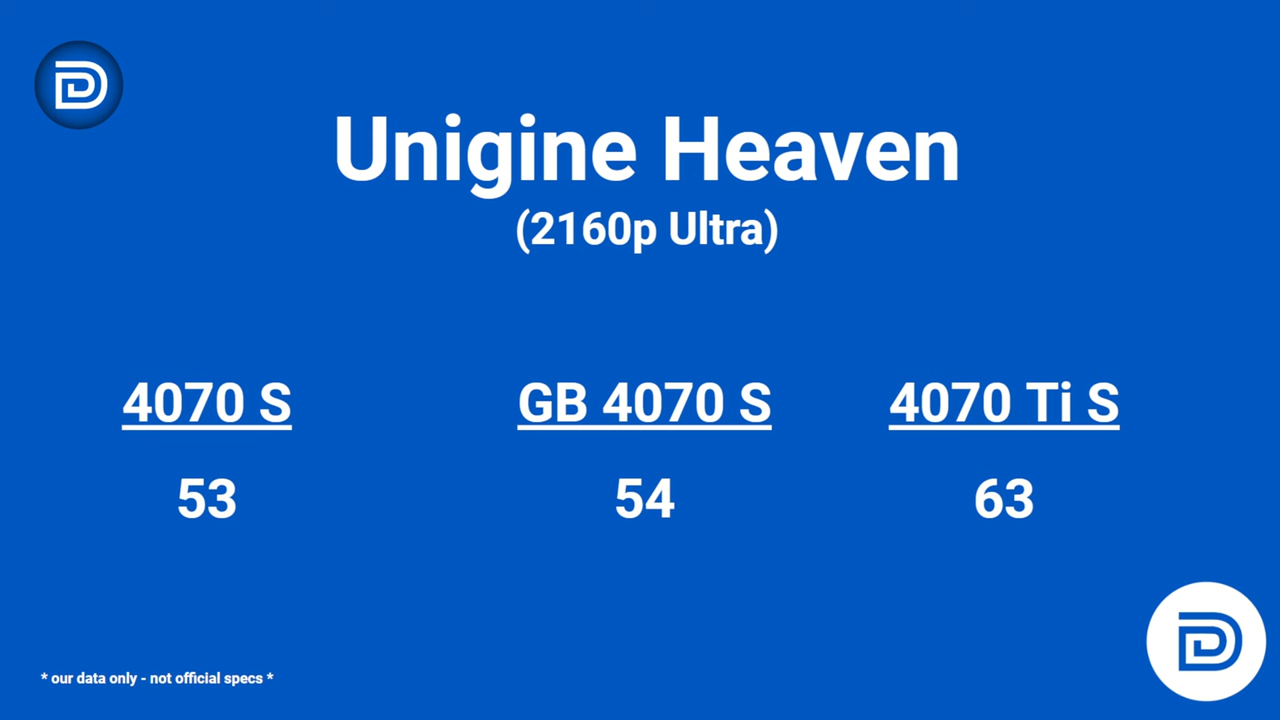 Unigine Heaven
(2160p Ultra)
4070 S GB 4070 S 4070 Ti S
53 54 63
* our data only - not official specs *